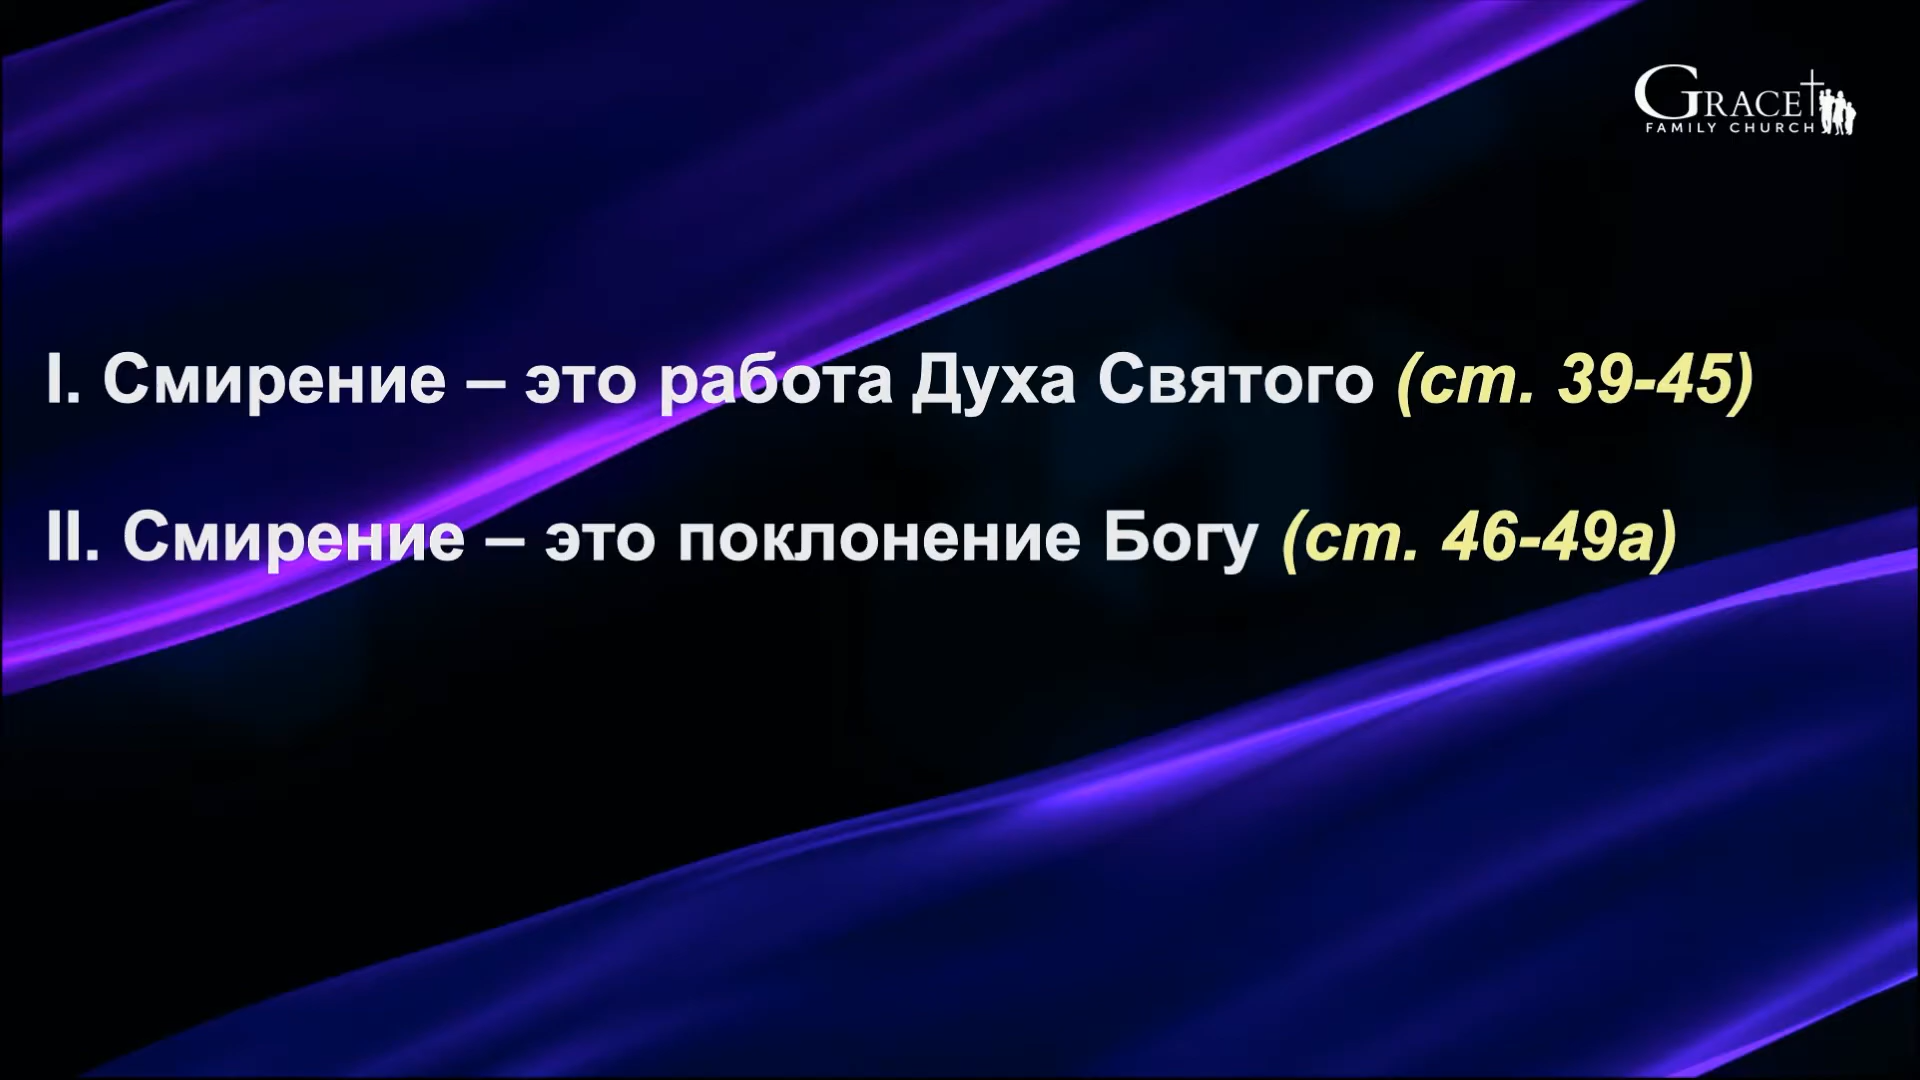 GRACE
FAMILY CHURCH
I. Смирение – это работа Духа Святого (ст. 39-45)
II. Смирение – это поклонение Богу (ст. 46-49а)